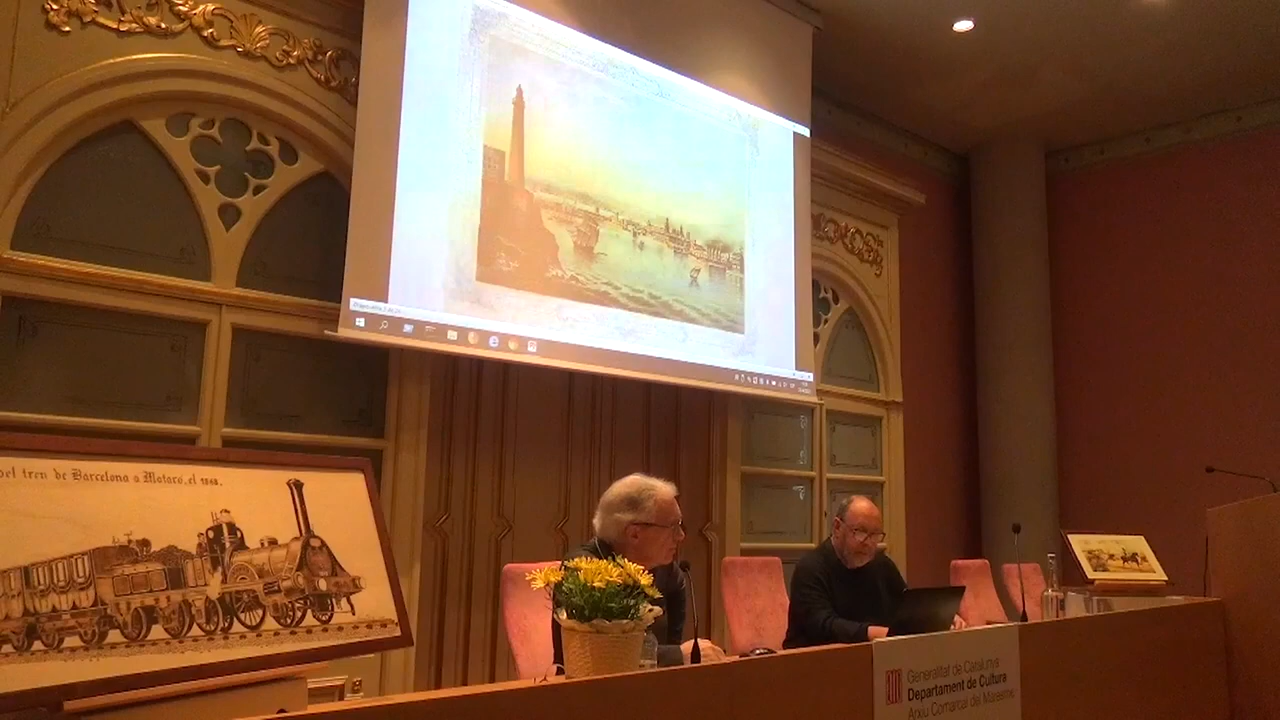 del tren de Barcelona a Mataró, el 1848.
Generalitat de Catalunya
Departament de Cultura
Arxiu Comarcal del Maresme